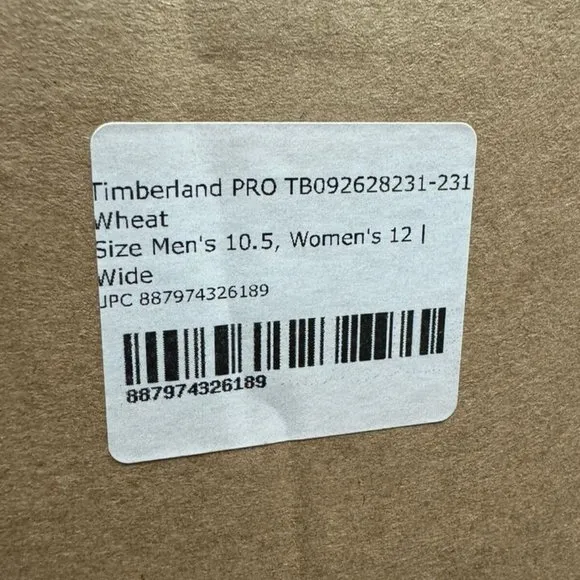 Timberland PRO TB092628231-231
Wheat
Size Men's 10.5, Women's 12 |
Wide
UPC 887974326189
887974326189